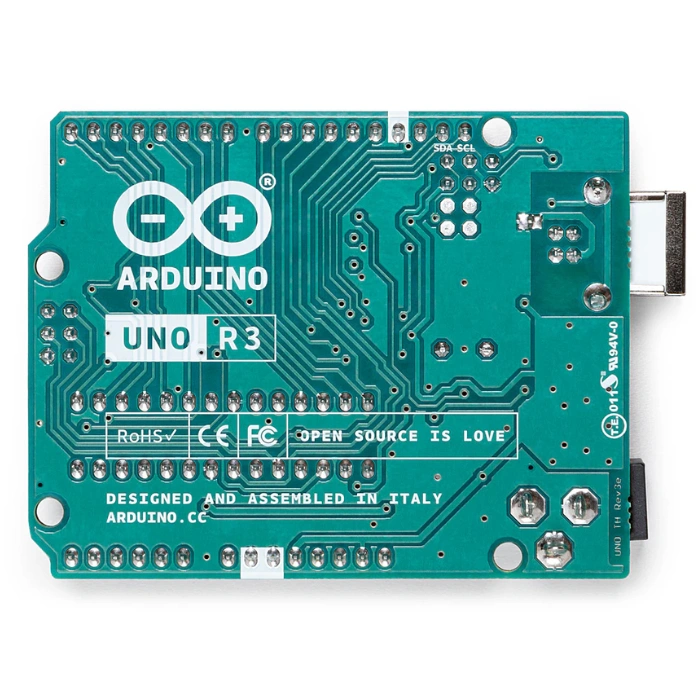 SDA SCL
®
ARDUINO
UNO R3
RoHS✓ CE FC OPEN SOURCE IS LOVE
DESIGNED AND ASSEMBLED IN ITALY
ARDUINO.CC
94V-0
UNO TH Rev3e